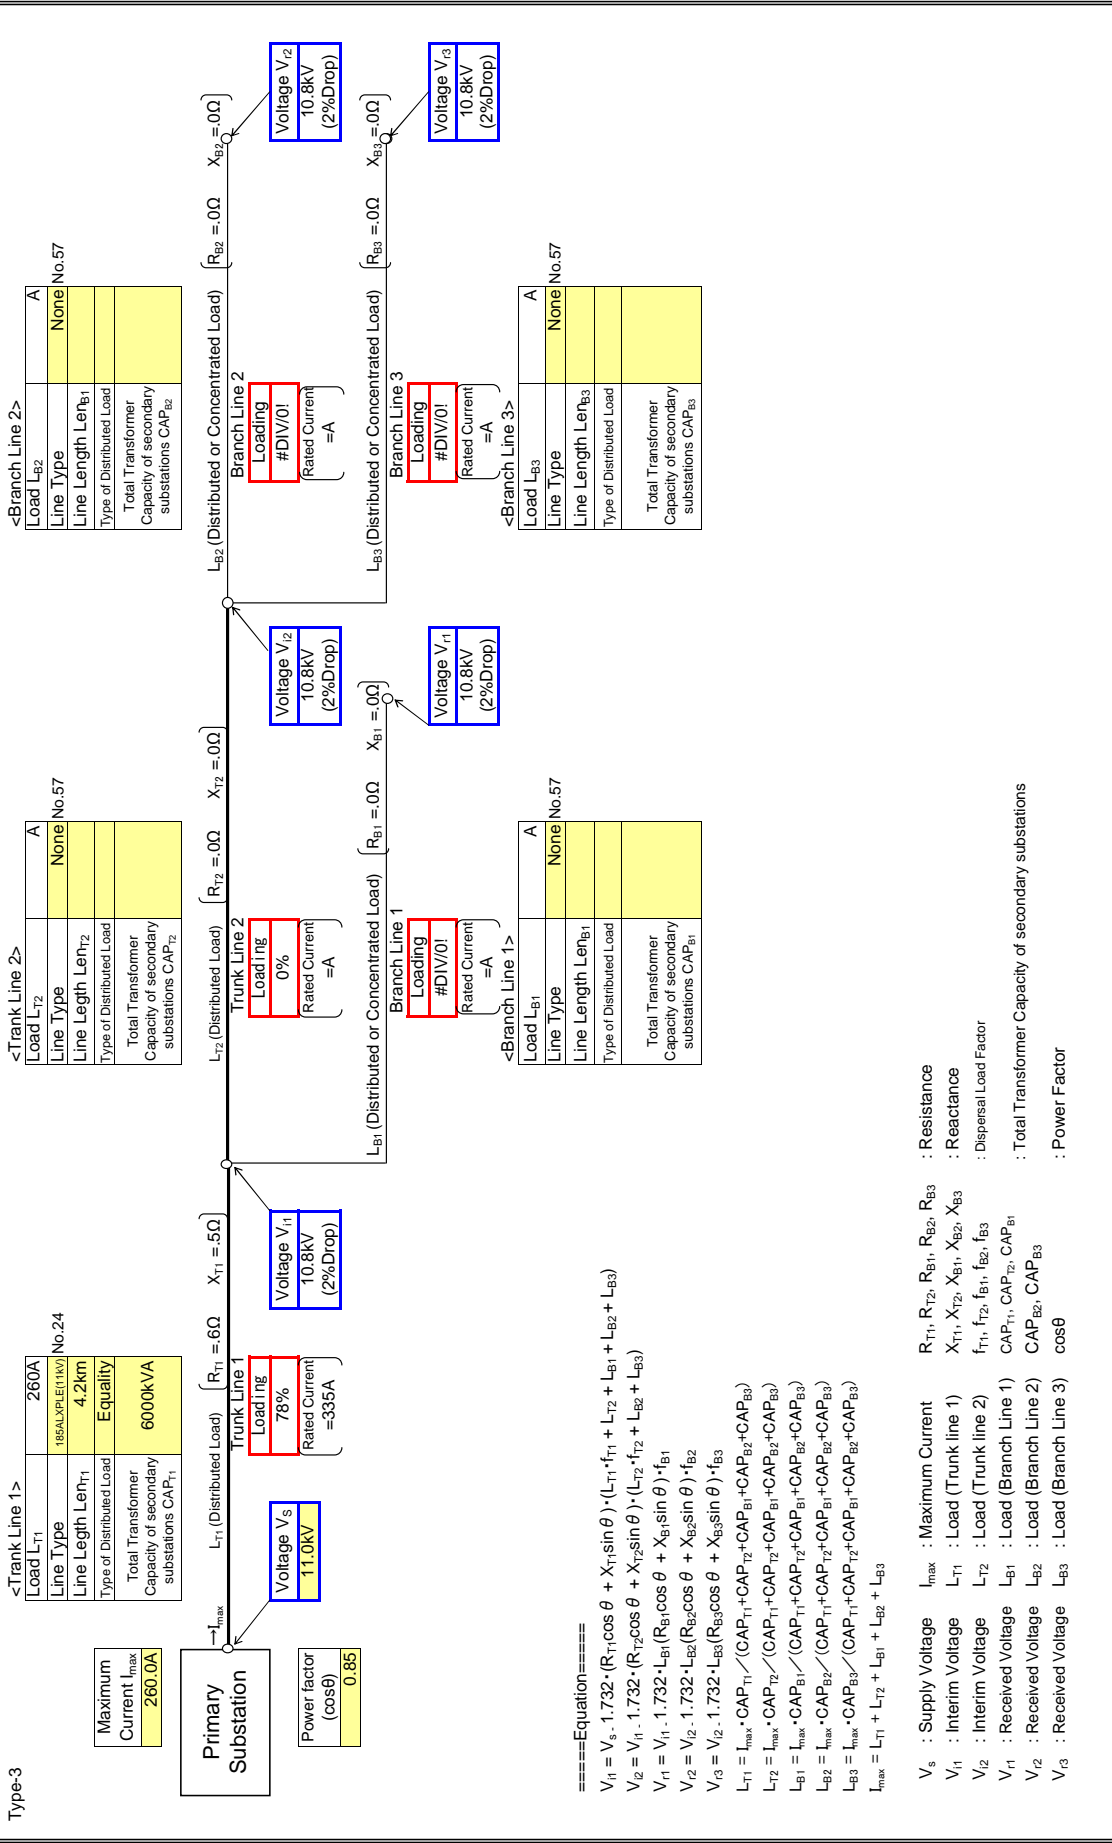 Type-3
Maximum
Current Imax
260.0A
Primary
Substation
Power factor
(cosθ)
0.85
→Imax
Voltage VS
11.0kV
<Trank Line 1>
Load LT1 260A
Line Type 185ALXPLE(11kV) No.24
Line Legth LenT1 4.2km
Type of Distributed Load Equality
Total Transformer
Capacity of secondary
substations CAPT1
6000kVA
LT1 (Distributed Load) RT1 =.6Ω XT1 =.5Ω
Trunk Line 1
Loading
78%
Rated Current
=335A
Voltage Vi1
10.8kV
(2%Drop)
<Trank Line 2>
Load LT2 A
Line Type None No.57
Line Length LenT2
Type of Distributed Load
Total Transformer
Capacity of secondary
substations CAPT2
LT2 (Distributed Load) RT2 =.0Ω XT2 =.0Ω
Trunk Line 2
Loading
0%
Rated Current
=A
Voltage Vi2
10.8kV
(2%Drop)
LB1 (Distributed or Concentrated Load) RB1 =.0Ω XB1 =.0Ω
Branch Line 1
Loading
#DIV/0!
Rated Current
=A
Voltage Vr1
10.8kV
(2%Drop)
<Branch Line 1>
Load LB1 A
Line Type None No.57
Line Length LenB1
Type of Distributed Load
Total Transformer
Capacity of secondary
substations CAPB1
<Branch Line 2>
Load LB2 A
Line Type None No.57
Line Length LenB1
Type of Distributed Load
Total Transformer
Capacity of secondary
substations CAPB2
LB2 (Distributed or Concentrated Load) RB2 =.0Ω XB2 =.0Ω
Branch Line 2
Loading
#DIV/0!
Rated Current
=A
Voltage Vr2
10.8kV
(2%Drop)
LB3 (Distributed or Concentrated Load) RB3 =.0Ω XB3 =.0Ω
Branch Line 3
Loading
#DIV/0!
Rated Current
=A
Voltage Vr3
10.8kV
(2%Drop)
<Branch Line 3>
Load LB3 A
Line Type None No.57
Line Length LenB3
Type of Distributed Load
Total Transformer
Capacity of secondary
substations CAPB3
=====Equation=====
Vi1 = Vs - 1.732・(RT1cos θ + XT1sin θ)・(LT1・fT1 + LT2 + LB1 + LB2 + LB3)
Vi2 = Vi1 - 1.732・(RT2cos θ + XT2sin θ)・(LT2・fT2 + LB2 + LB3)
Vr1 = Vi1 - 1.732・LB1(RB1cos θ + XB1sin θ)・fB1
Vr2 = Vi2 - 1.732・LB2(RB2cos θ + XB2sin θ)・fB2
Vr3 = Vi2 - 1.732・LB3(RB3cos θ + XB3sin θ)・fB3
LT1 = Imax・CAPT1／(CAPT1+CAPT2+CAPB1+CAPB2+CAPB3)
LT2 = Imax・CAPT2／(CAPT1+CAPT2+CAPB1+CAPB2+CAPB3)
LB1 = Imax・CAPB1／(CAPT1+CAPT2+CAPB1+CAPB2+CAPB3)
LB2 = Imax・CAPB2／(CAPT1+CAPT2+CAPB1+CAPB2+CAPB3)
LB3 = Imax・CAPB3／(CAPT1+CAPT2+CAPB1+CAPB2+CAPB3)
Imax = LT1 + LT2 + LB1 + LB2 + LB3
Vs : Supply Voltage Imax : Maximum Current RT1, RT2, RB1, RB2, RB3 : Resistance
Vi1 : Interim Voltage LT1 : Load (Trunk line 1) XT1, XT2, XB1, XB2, XB3 : Reactance
Vi2 : Interim Voltage LT2 : Load (Trunk line 2) fT1, fT2, fB1, fB2, fB3 : Dispersal Load Factor
Vr1 : Received Voltage LB1 : Load (Branch Line 1) CAPT1, CAPT2, CAPB1 : Total Transformer Capacity of secondary substations
Vr2 : Received Voltage LB2 : Load (Branch Line 2) CAPB2, CAPB3
Vr3 : Received Voltage LB3 : Load (Branch Line 3) cosθ : Power Factor